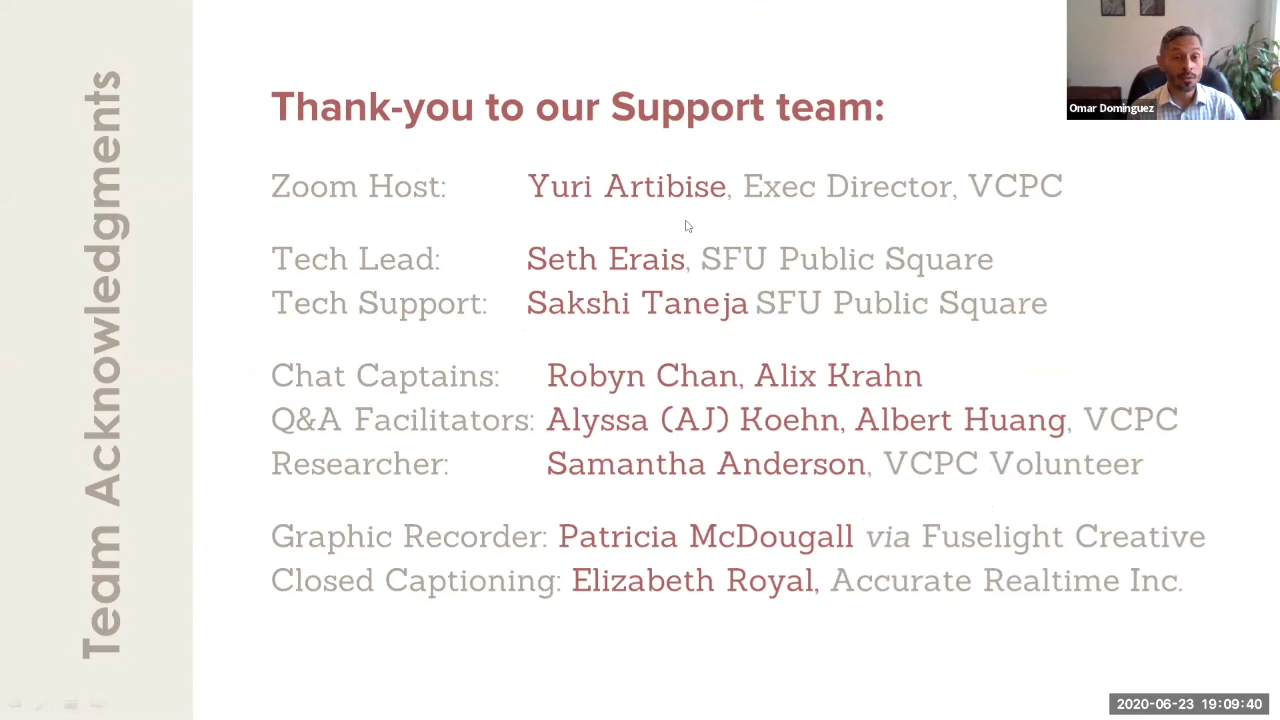 Team Acknowledgments
Thank-you to our Support team:
Omar Dominguez
Zoom Host: Yuri Artibise, Exec Director, VCPC
Tech Lead: Seth Erais, SFU Public Square
Tech Support: Sakshi Taneja SFU Public Square
Chat Captains: Robyn Chan, Alix Krahn
Q&A Facilitators: Alyssa (AJ) Koehn, Albert Huang, VCPC
Researcher: Samantha Anderson, VCPC Volunteer
Graphic Recorder: Patricia McDougall via Fuselight Creative
Closed Captioning: Elizabeth Royal, Accurate Realtime Inc.
2020-06-23 19:09:40